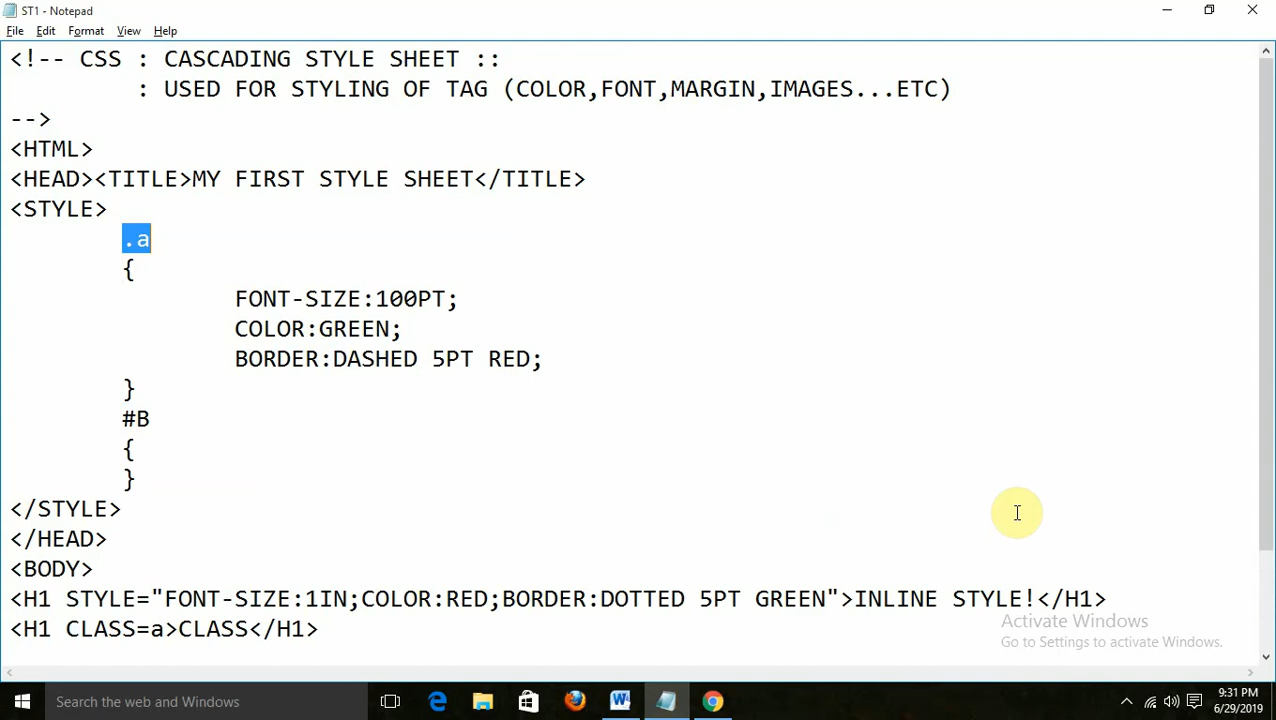 ST1 - Notepad
File Edit Format View Help
<!-- CSS : CASCADING STYLE SHEET ::
: USED FOR STYLING OF TAG (COLOR,FONT,MARGIN,IMAGES...ETC)
-->
<HTML>
<HEAD><TITLE>MY FIRST STYLE SHEET</TITLE>
<STYLE>
.a
{
FONT-SIZE:100PT;
COLOR:GREEN;
BORDER:DASHED 5PT RED;
}
#B
{
}
</STYLE>
</HEAD>
<BODY>
<H1 STYLE="FONT-SIZE:1IN;COLOR:RED;BORDER:DOTTED 5PT GREEN">INLINE STYLE!</H1>
<H1 CLASS=a>CLASS</H1>
Activate Windows
Go to Settings to activate Windows.
Search the web and Windows
9:31 PM
6/29/2019